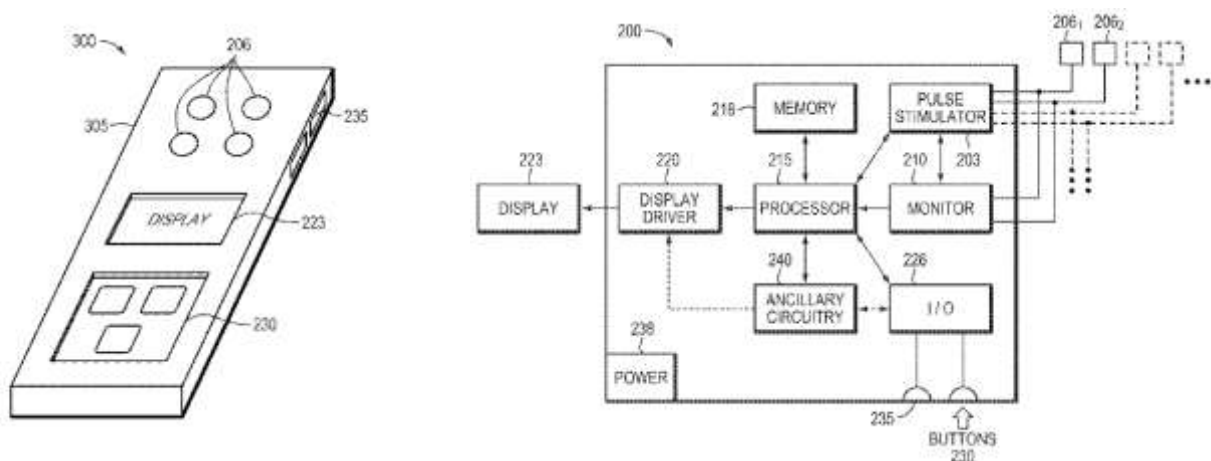 300
206
305
235
DISPLAY
223
230
200
206₁ 206₂
218
MEMORY
PULSE
STIMULATOR
203
223
220
215
210
DISPLAY
DISPLAY
DRIVER
PROCESSOR
MONITOR
240
226
ANCILLARY
CIRCUITRY
I/O
238
POWER
235
BUTTONS
230